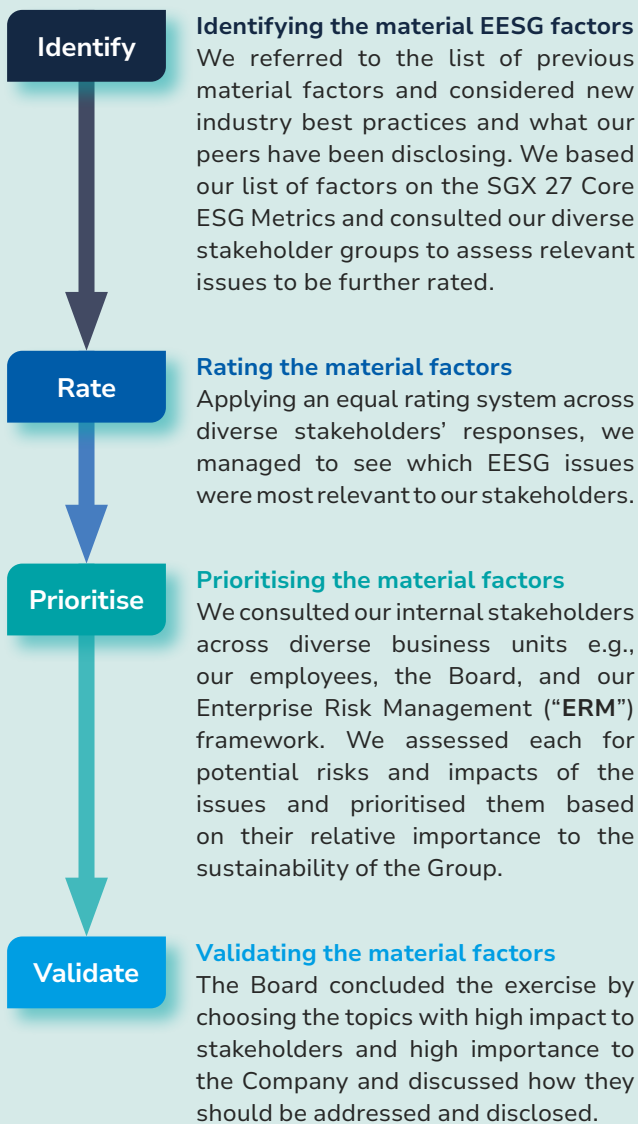 Identify
Identifying the material EESG factors
We referred to the list of previous
material factors and considered new
industry best practices and what our
peers have been disclosing. We based
our list of factors on the SGX 27 Core
ESG Metrics and consulted our diverse
stakeholder groups to assess relevant
issues to be further rated.
Rate
Rating the material factors
Applying an equal rating system across
diverse stakeholders’ responses, we
managed to see which EESG issues
were most relevant to our stakeholders.
Prioritise
Prioritising the material factors
We consulted our internal stakeholders
across diverse business units e.g.,
our employees, the Board, and our
Enterprise Risk Management (“ERM”)
framework. We assessed each for
potential risks and impacts of the
issues and prioritised them based
on their relative importance to the
sustainability of the Group.
Validate
Validating the material factors
The Board concluded the exercise by
choosing the topics with high impact to
stakeholders and high importance to
the Company and discussed how they
should be addressed and disclosed.